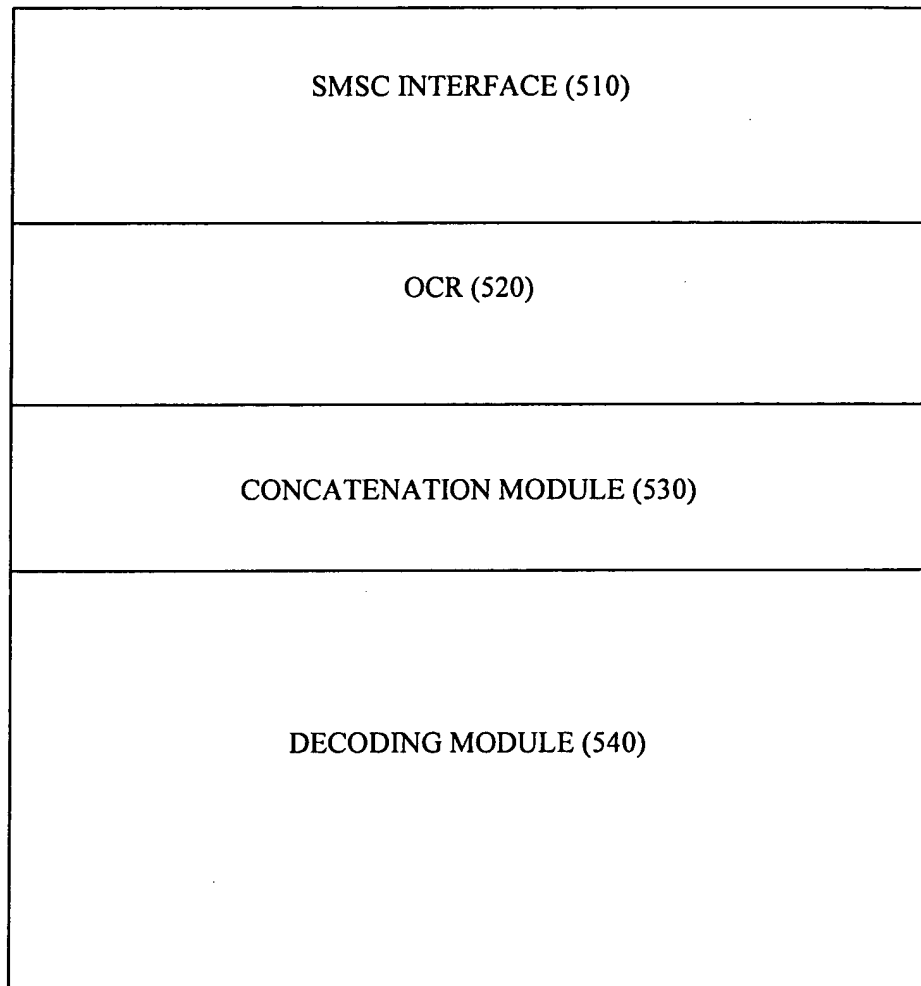 SMSC INTERFACE (510)
OCR (520)
CONCATENATION MODULE (530)
DECODING MODULE (540)